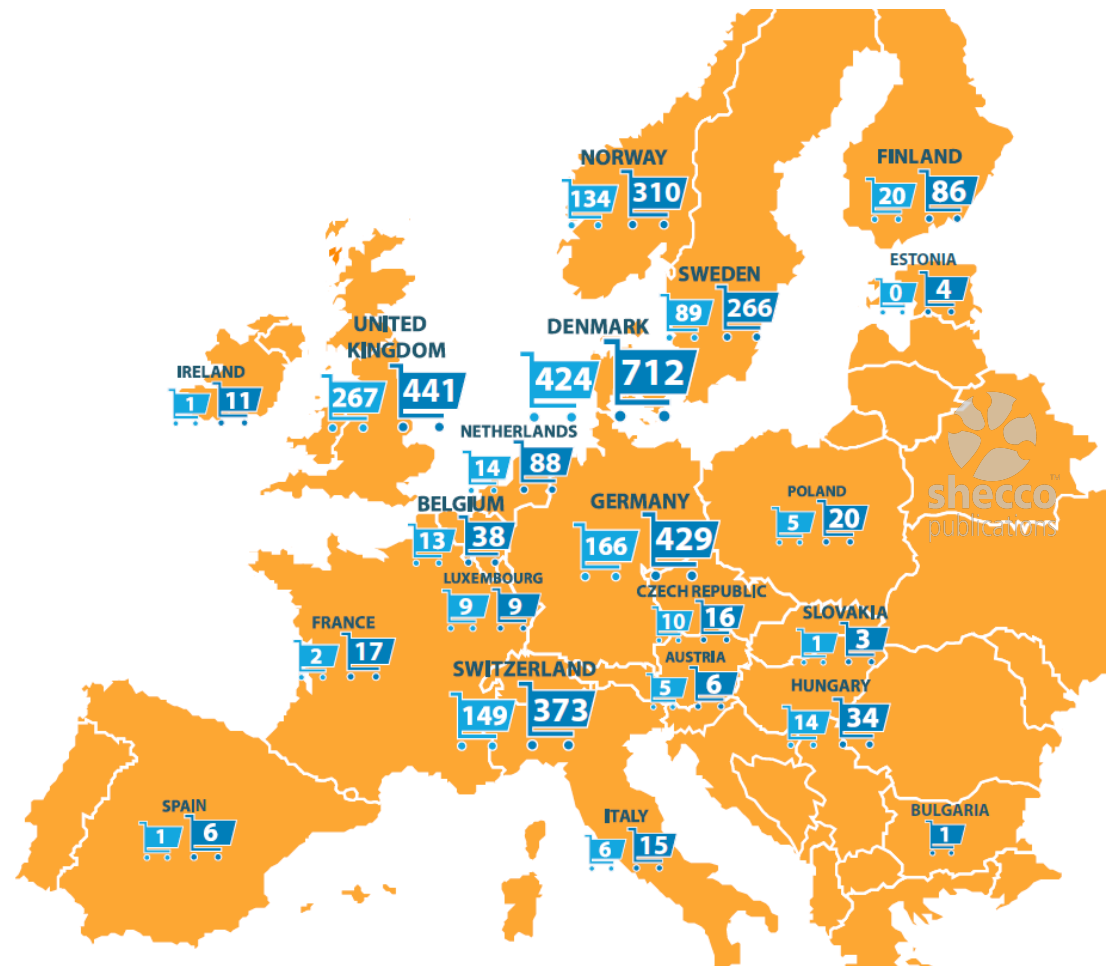 NORWAY
134 310
FINLAND
20 86
ESTONIA
0 4
SWEDEN
89 266
DENMARK
424 712
UNITED
KINGDOM
267 441
IRELAND
1 11
NETHERLANDS
14 88
BELGIUM
13 38
GERMANY
166 429
POLAND
5 20
shecco
TM
publications
LUXEMBOURG
9 9
CZECH REPUBLIC
10 16
SLOVAKIA
1 3
FRANCE
2 17
AUSTRIA
5 6
SWITZERLAND
149 373
HUNGARY
14 34
SPAIN
1 6
ITALY
6 15
BULGARIA
1